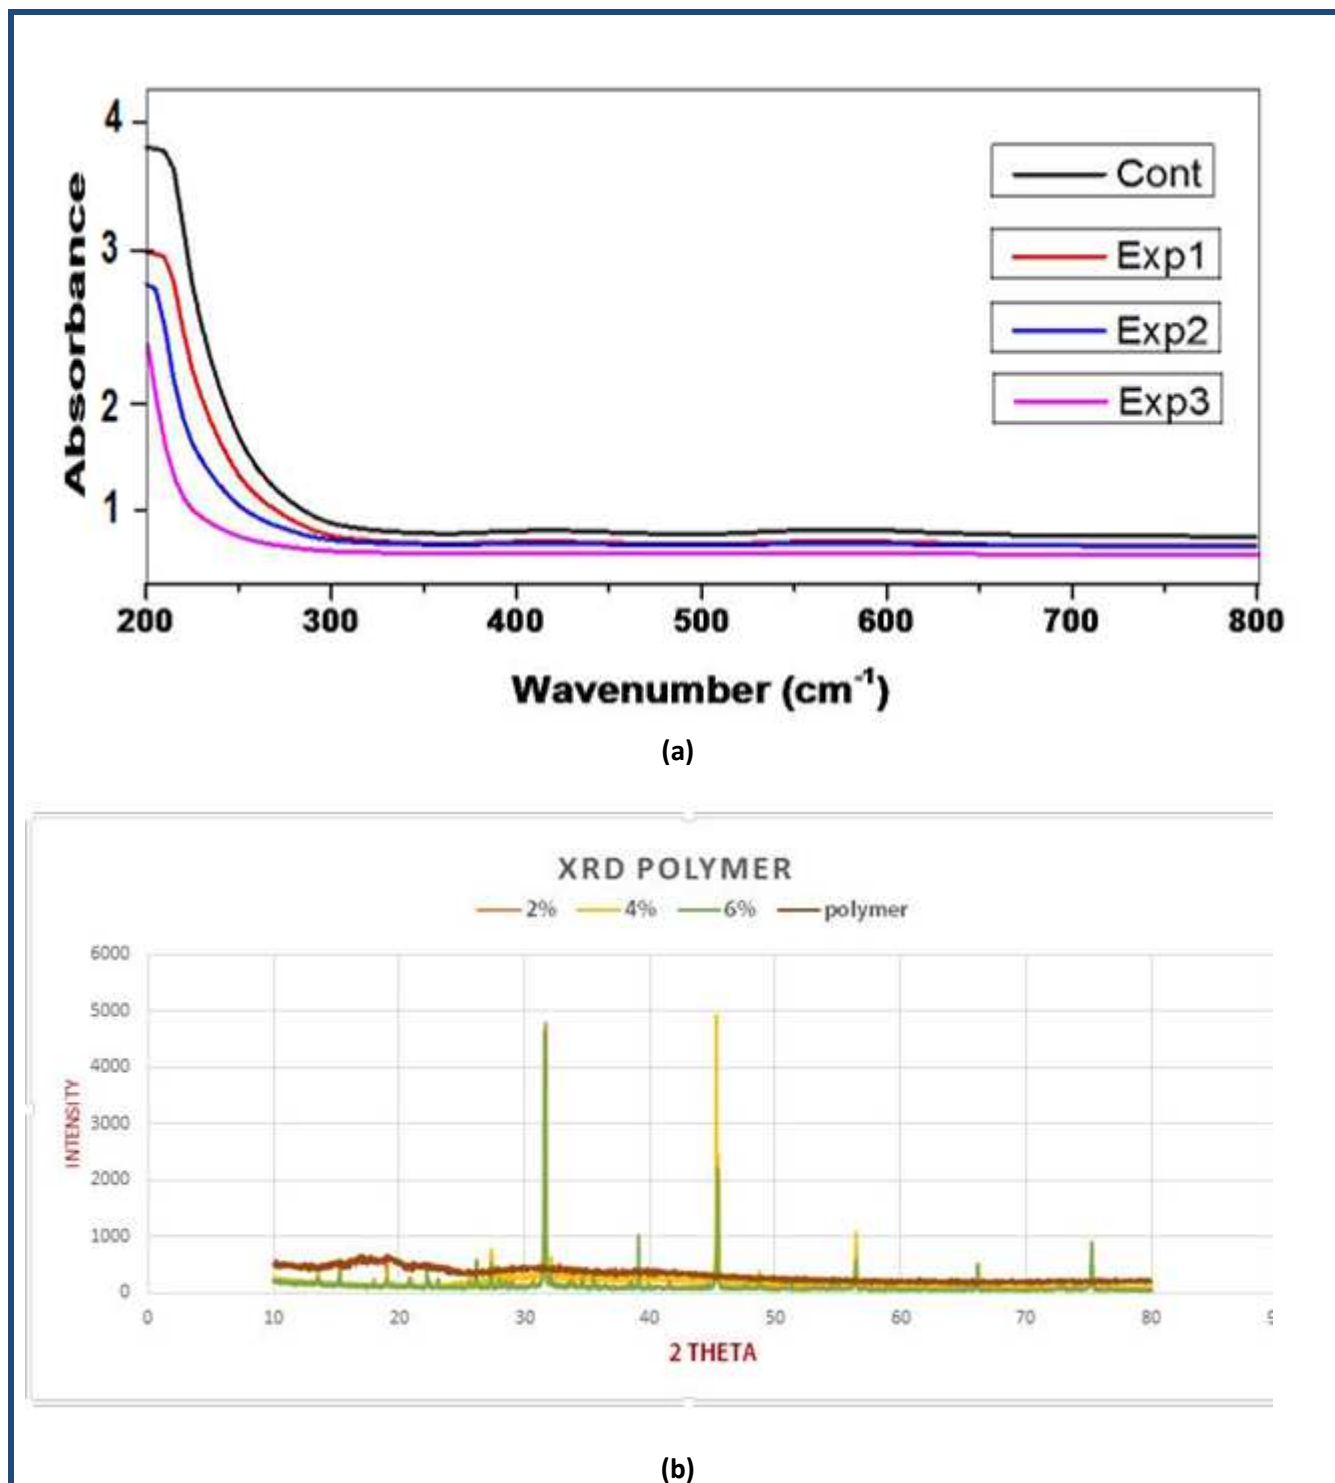 4
3
2
1
Absorbance
Cont
Exp1
Exp2
Exp3
200 300 400 500 600 700 800
Wavenumber (cm⁻¹)
(a)
XRD POLYMER
2% 4% 6% polymer
6000
5000
4000
3000
2000
1000
0
INTENSITY
0 10 20 30 40 50 60 70 80
2 THETA
(b)